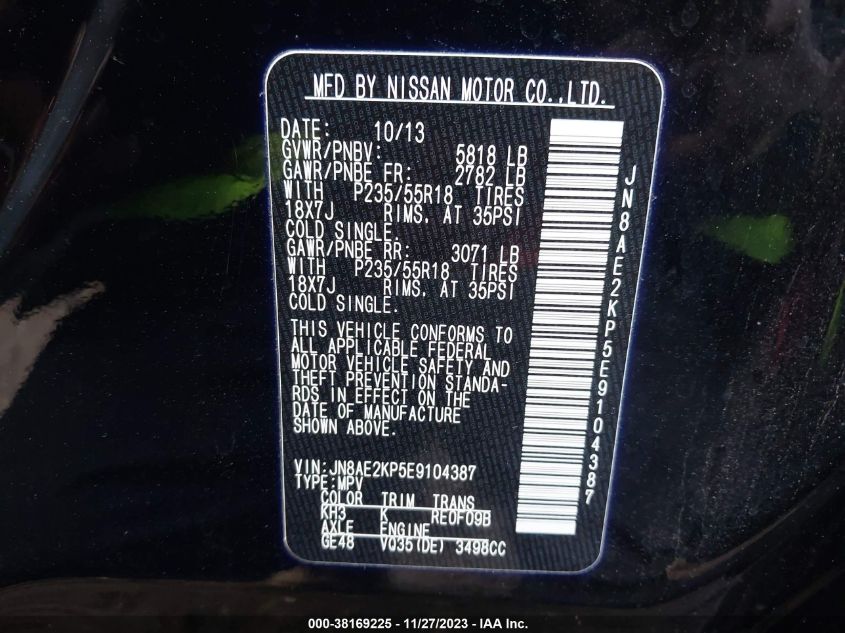 MFD BY NISSAN MOTOR CO.,LTD.
DATE: 10/13
GVWR/PNBV: 5818 LB
GAWR/PNBE FR: 2782 LB
WITH P235/55R18 TIRES
18X7J RIMS, AT 35PSI
COLD SINGLE.
GAWR/PNBE RR: 3071 LB
WITH P235/55R18 TIRES
18X7J RIMS, AT 35PSI
COLD SINGLE.
THIS VEHICLE CONFORMS TO
ALL APPLICABLE FEDERAL
MOTOR VEHICLE SAFETY AND
THEFT PREVENTION STANDA-
RDS IN EFFECT ON THE
DATE OF MANUFACTURE
SHOWN ABOVE.
VIN:JN8AE2KP5E9104387
TYPE:MPV
COLOR TRIM TRANS
KH3 K RE0F09B
AXLE ENGINE
GE48 VQ35(DE) 3498CC
JN8AE2KP5E9104387
000-38169225 - 11/27/2023 - IAA Inc.